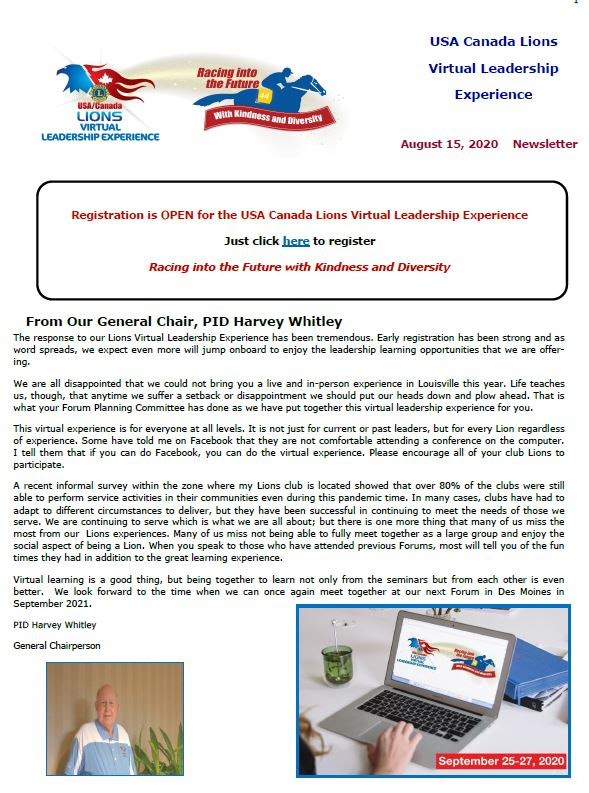 1
USA Canada Lions
Virtual Leadership
Experience
August 15, 2020 Newsletter
USA/Canada
LIONS
VIRTUAL
LEADERSHIP EXPERIENCE
Racing into
the Future
With Kindness and Diversity
Registration is OPEN for the USA Canada Lions Virtual Leadership Experience
Just click here to register
Racing into the Future with Kindness and Diversity
From Our General Chair, PID Harvey Whitley
The response to our Lions Virtual Leadership Experience has been tremendous. Early registration has been strong and as
word spreads, we expect even more will jump onboard to enjoy the leadership learning opportunities that we are offer-
ing.
We are all disappointed that we could not bring you a live and in-person experience in Louisville this year. Life teaches
us, though, that anytime we suffer a setback or disappointment we should put our heads down and plow ahead. That is
what your Forum Planning Committee has done as we have put together this virtual leadership experience for you.
This virtual experience is for everyone at all levels. It is not just for current or past leaders, but for every Lion regardless
of experience. Some have told me on Facebook that they are not comfortable attending a conference on the computer.
I tell them that if you can do Facebook, you can do the virtual experience. Please encourage all of your club Lions to
participate.
A recent informal survey within the zone where my Lions club is located showed that over 80% of the clubs were still
able to perform service activities in their communities even during this pandemic time. In many cases, clubs have had to
adapt to different circumstances to deliver, but they have been successful in continuing to meet the needs of those we
serve. We are continuing to serve which is what we are all about; but there is one more thing that many of us miss the
most from our Lions experiences. Many of us miss not being able to fully meet together as a large group and enjoy the
social aspect of being a Lion. When you speak to those who have attended previous Forums, most will tell you of the fun
times they had in addition to the great learning experience.
Virtual learning is a good thing, but being together to learn not only from the seminars but from each other is even
better. We look forward to the time when we can once again meet together at our next Forum in Des Moines in
September 2021.
PID Harvey Whitley
General Chairperson
LIONS
VIRTUAL
LEADERSHIP EXPERIENCE
Racing into
the Future
With Kindness and Diversity
September 25-27, 2020